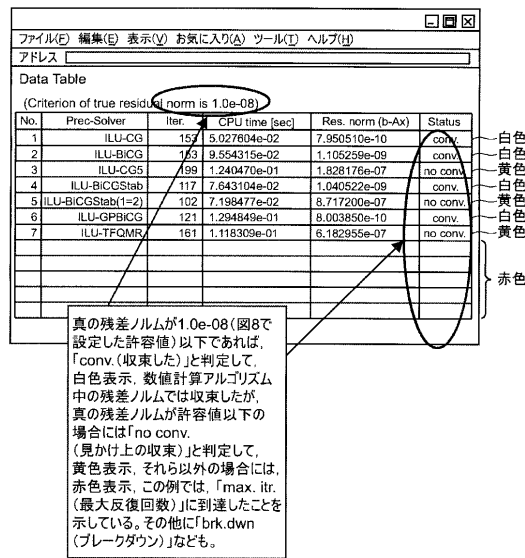 ファイル(F) 編集(E) 表示(V) お気に入り(A) ツール(T) ヘルプ(H)
アドレス
Data Table
(Criterion of true residual norm is 1.0e-08)
No. Prec-Solver Iter. CPU time [sec] Res. norm (b-Ax) Status
1 ILU-CG 153 5.027604e-02 7.950510e-10 conv. 白色
2 ILU-BiCG 153 9.554315e-02 1.105259e-09 conv. 白色
3 ILU-CG5 199 1.240470e-01 1.828176e-07 no conv. 黄色
4 ILU-BiCGStab 117 7.643104e-02 1.040522e-09 conv. 白色
5 ILU-BiCGStab(1=2) 102 7.198477e-02 8.717200e-07 no conv. 黄色
6 ILU-GPBiCG 121 1.294849e-01 8.003850e-10 conv. 白色
7 ILU-TFQMR 161 1.118309e-01 6.182955e-07 no conv. 黄色
赤色
真の残差ノルムが1.0e-08(図8で
設定した許容値)以下であれば,
「conv.(収束した)」と判定して,
白色表示, 数値計算アルゴリズム
中の残差ノルムでは収束したが,
真の残差ノルムが許容値以下の
場合には「no conv.
(見かけ上の収束)」と判定して,
黄色表示, それら以外の場合には,
赤色表示, この例では,「max. itr.
(最大反復回数)」に到達したことを
示している。その他に「brk.dwn
(ブレークダウン)」なども。